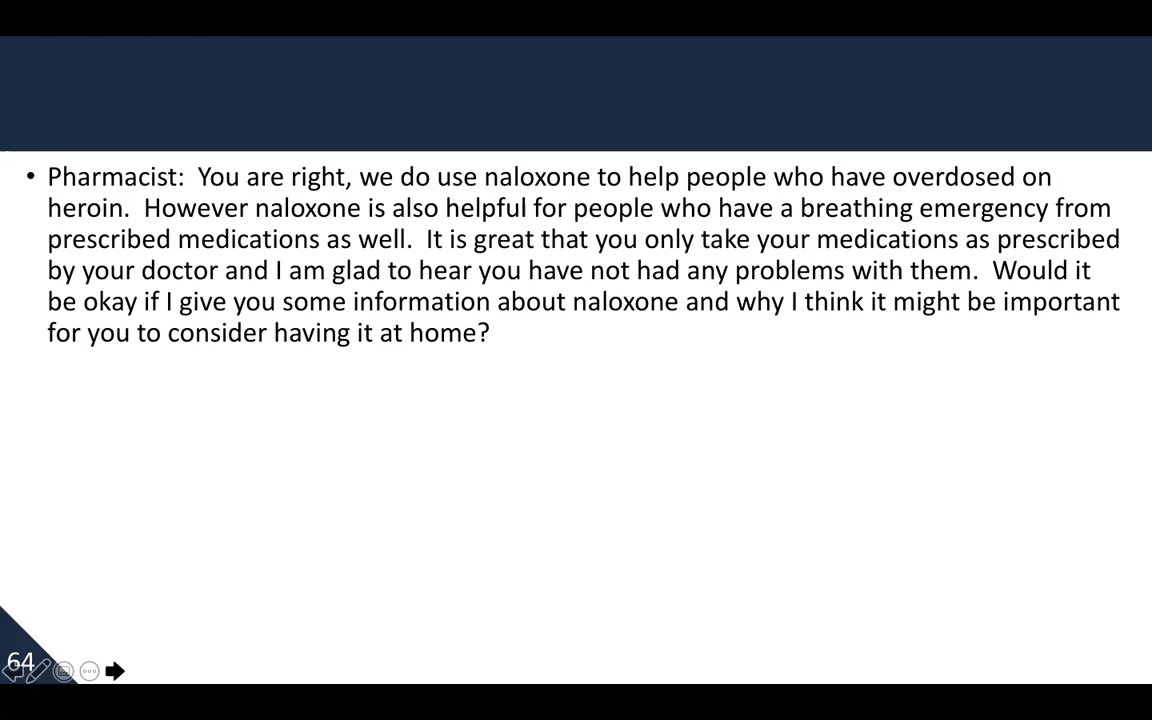 • Pharmacist:  You are right, we do use naloxone to help people who have overdosed on
heroin.  However naloxone is also helpful for people who have a breathing emergency from
prescribed medications as well.  It is great that you only take your medications as prescribed
by your doctor and I am glad to hear you have not had any problems with them.  Would it
be okay if I give you some information about naloxone and why I think it might be important
for you to consider having it at home?
64